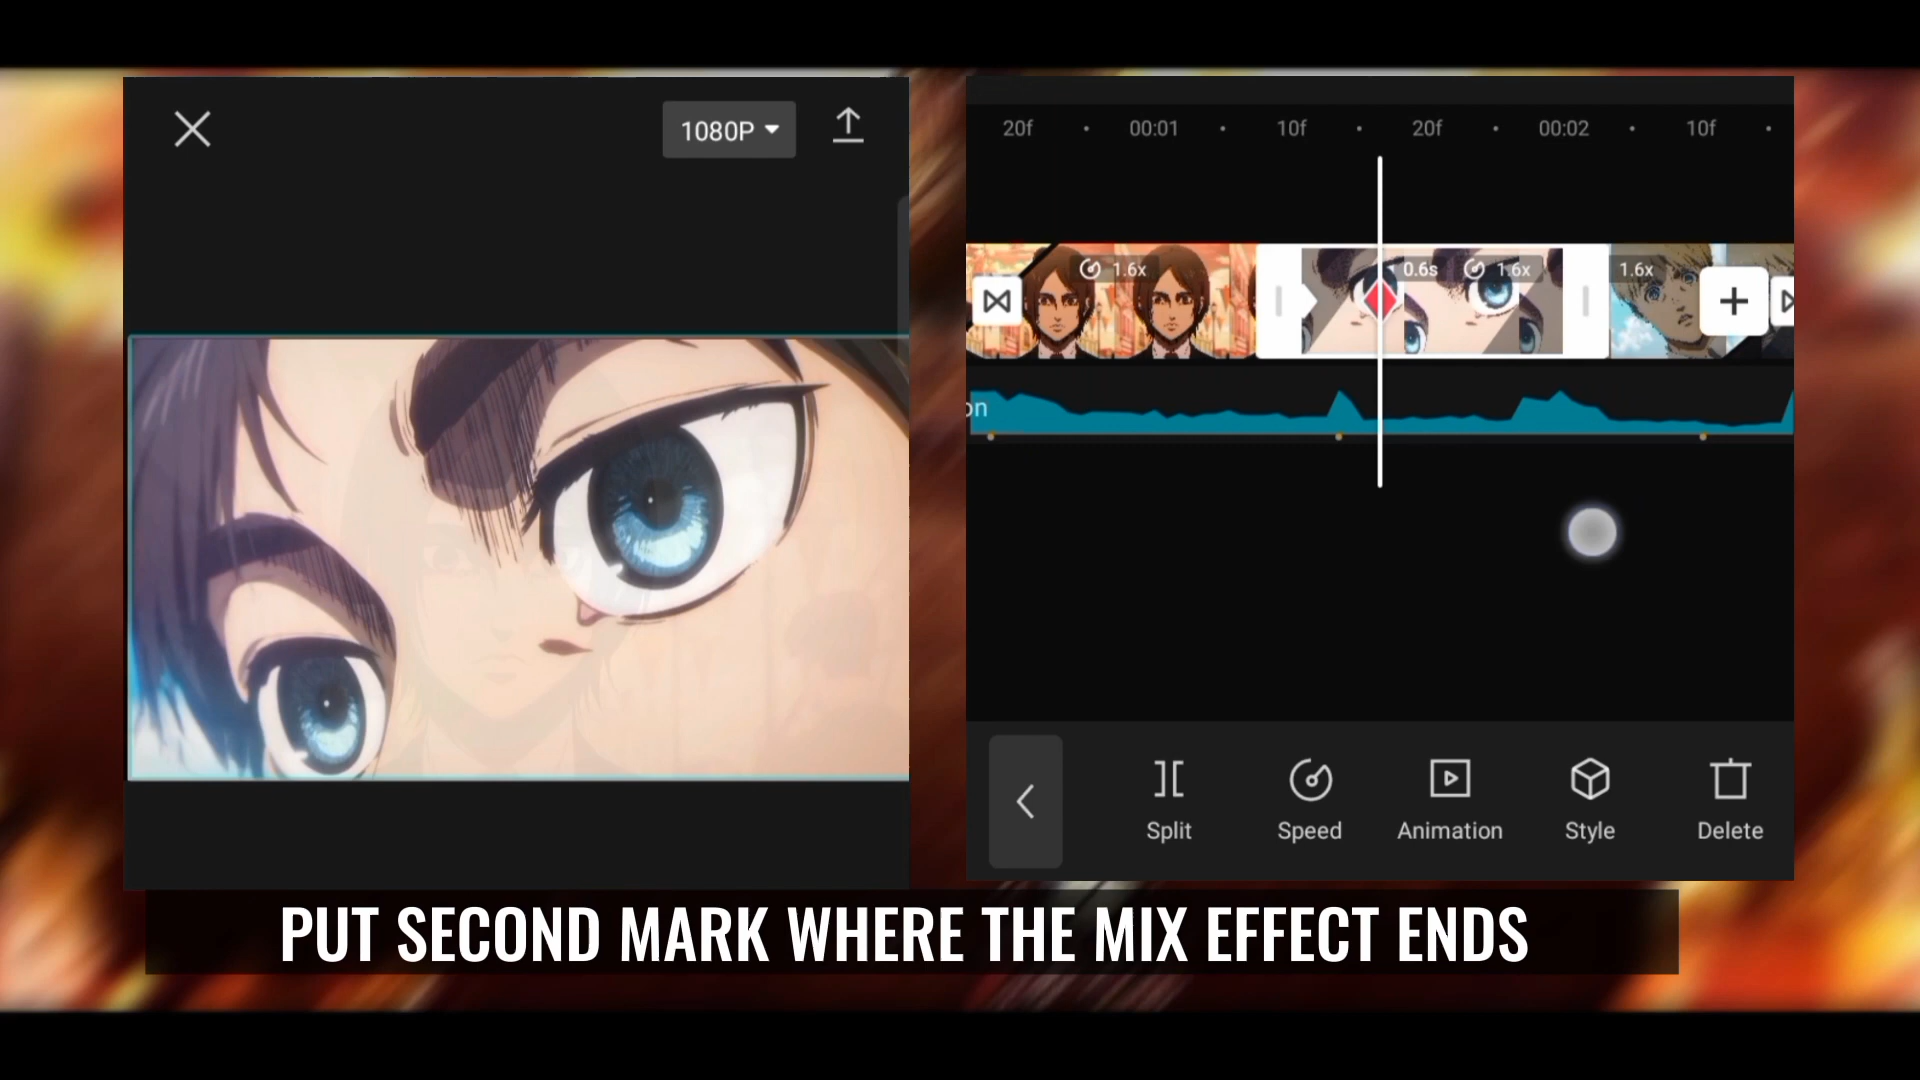 1080P
20f 00:01 10f 20f 00:02 10f
1.6x 0.6s 1.6x 1.6x
on
Split Speed Animation Style Delete
PUT SECOND MARK WHERE THE MIX EFFECT ENDS